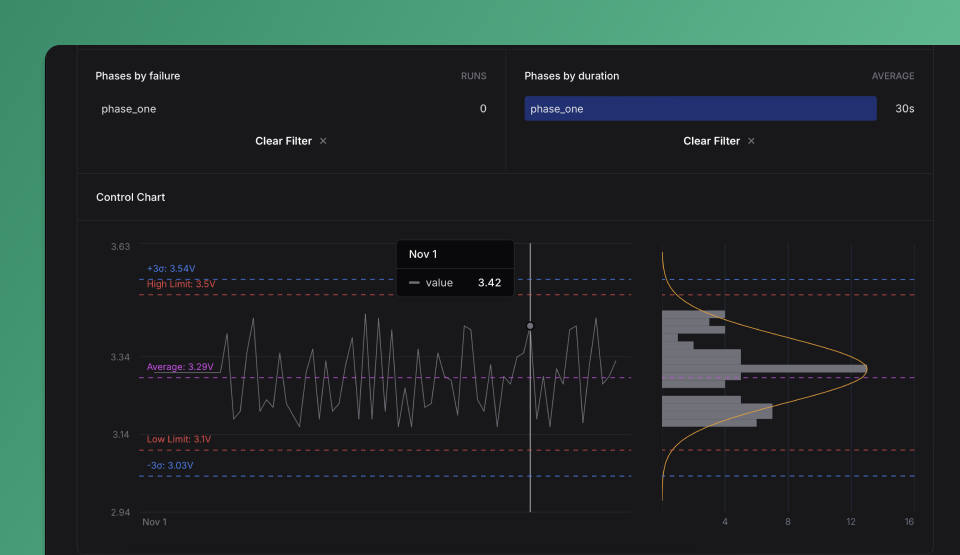 Phases by failure RUNS
phase_one 0
Clear Filter ×
Phases by duration AVERAGE
phase_one 30s
Clear Filter ×
Control Chart
3.63
+3σ: 3.54V
High Limit: 3.5V
3.34
Average: 3.29V
3.14
Low Limit: 3.1V
-3σ: 3.03V
2.94
Nov 1
Nov 1
value 3.42
4 8 12 16